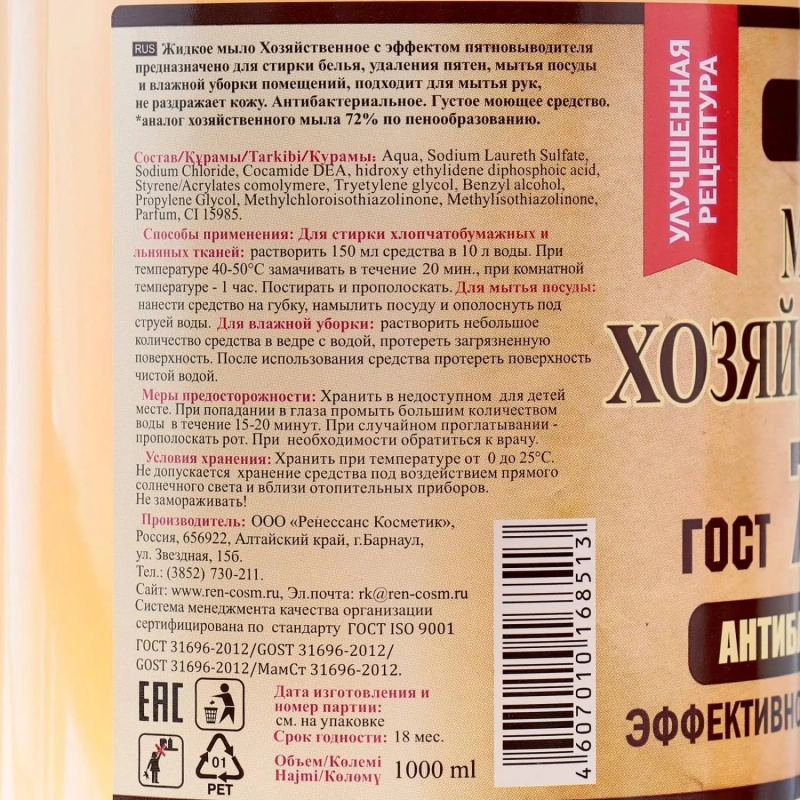 RUS Жидкое мыло Хозяйственное с эффектом пятновыводителя
предназначено для стирки белья, удаления пятен, мытья посуды
и влажной уборки помещений, подходит для мытья рук,
не раздражает кожу. Антибактериальное. Густое моющее средство.
*аналог хозяйственного мыла 72% по пенообразованию.
Состав/Құрамы/Tarkibi/Курамы: Aqua, Sodium Laureth Sulfate,
Sodium Chloride, Cocamide DEA, hidroxy ethylidene diphosphoic acid,
Styrene/Acrylates comolymere, Tryetylene glycol, Benzyl alcohol,
Propylene Glycol, Methylchloroisothiazolinone, Methylisothiazolinone,
Parfum, CI 15985.
Способы применения: Для стирки хлопчатобумажных и
льняных тканей: растворить 150 мл средства в 10 л воды. При
температуре 40-50°С замачивать в течение 20 мин., при комнатной
температуре - 1 час. Постирать и прополоскать. Для мытья посуды:
нанести средство на губку, намылить посуду и ополоснуть под
струей воды. Для влажной уборки: растворить небольшое
количество средства в ведре с водой, протереть загрязненную
поверхность. После использования средства протереть поверхность
чистой водой.
Меры предосторожности: Хранить в недоступном для детей
месте. При попадании в глаза промыть большим количеством
воды в течение 15-20 минут. При случайном проглатывании -
прополоскать рот. При необходимости обратиться к врачу.
Условия хранения: Хранить при температуре от 0 до 25°С.
Не допускается хранение средства под воздействием прямого
солнечного света и вблизи отопительных приборов.
Не замораживать!
Производитель: ООО «Ренессанс Косметик»,
Россия, 656922, Алтайский край, г.Барнаул,
ул. Звездная, 15б.
Тел.: (3852) 730-211.
Сайт: www.ren-cosm.ru, Эл.почта: rk@ren-cosm.ru
Система менеджмента качества организации
сертифицирована по стандарту ГОСТ ISO 9001
ГОСТ 31696-2012/GOST 31696-2012/
GOST 31696-2012/МамСт 31696-2012.
EAC
01
PET
Дата изготовления и
номер партии:
см. на упаковке
Срок годности: 18 мес.
Объем/Көлемі
Hajmi/Көлөмү 1000 ml
4607010168513
УЛУЧШЕННАЯ
РЕЦЕПТУРА
М
ХОЗЯЙ
ГОСТ
АНТИБ
ЭФФЕКТИВНО